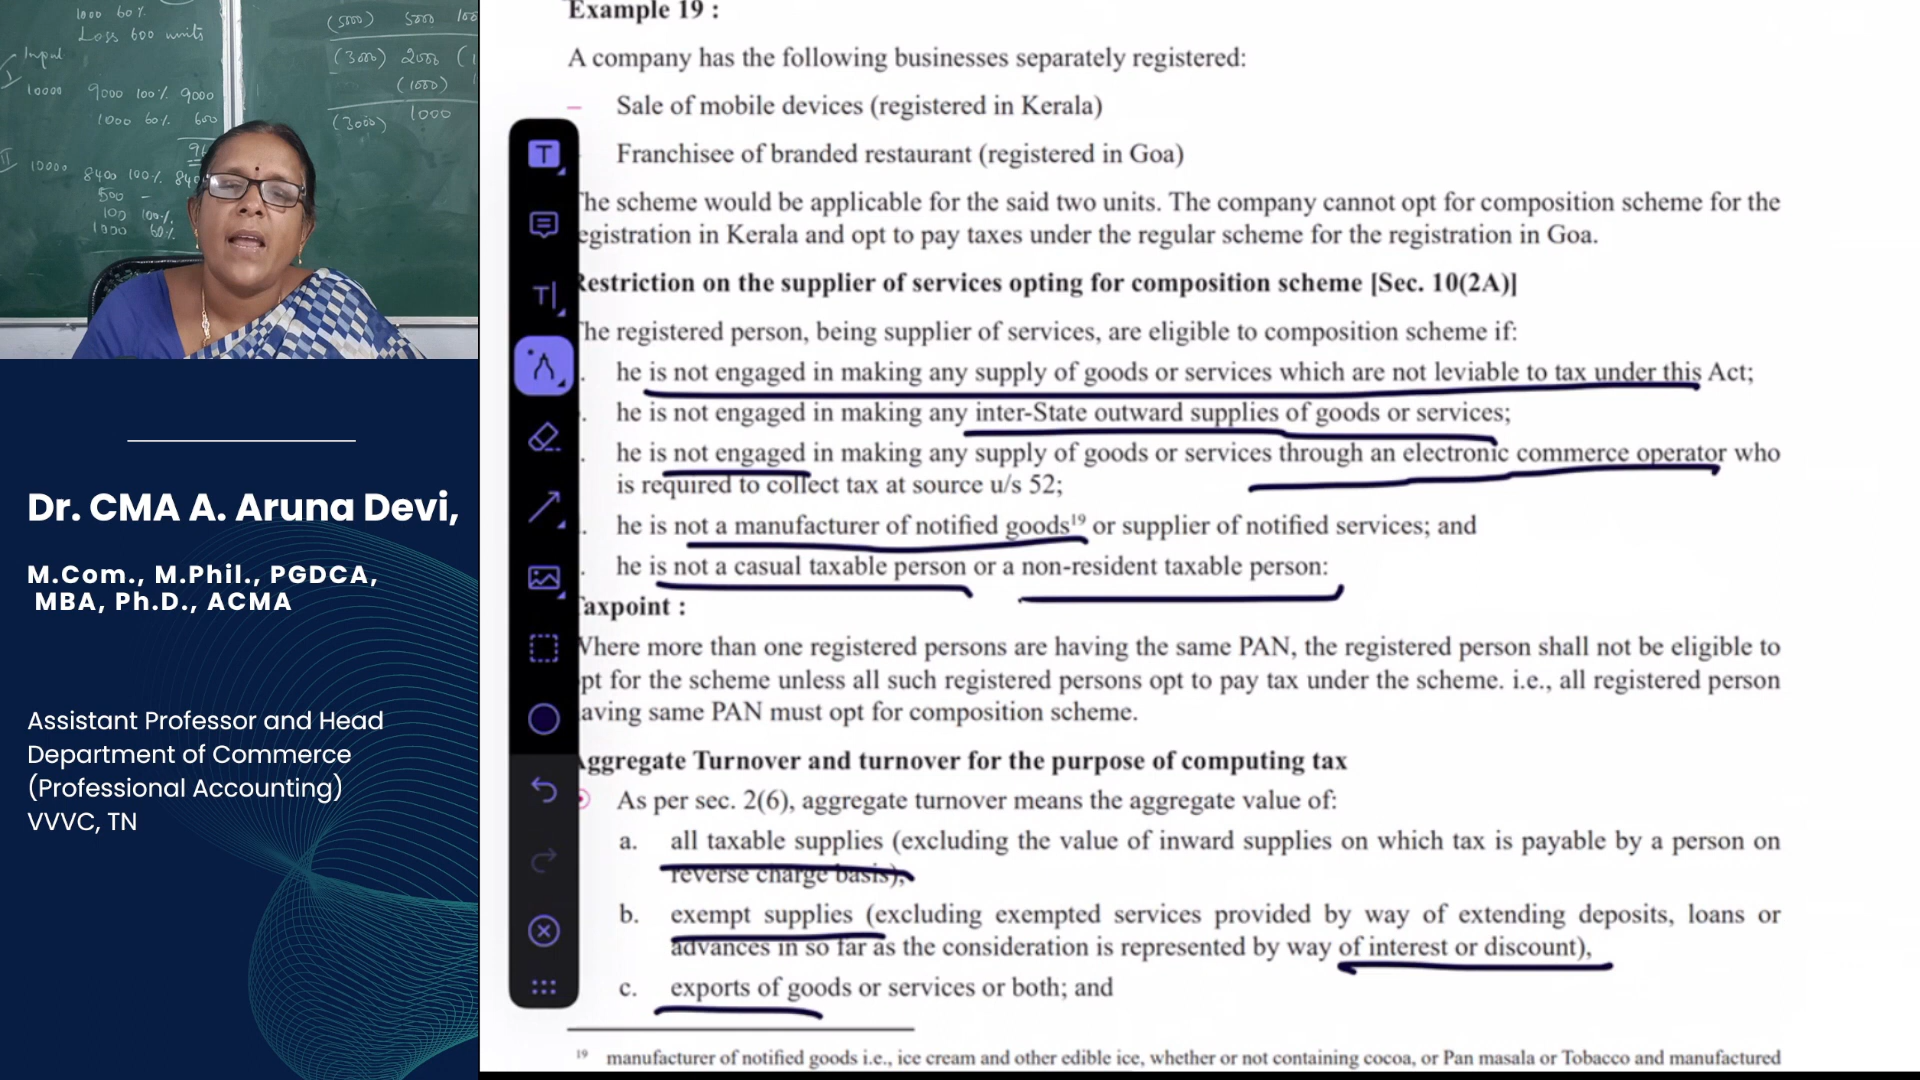 1000 60%
Loss 600 units
Input
10000 9000 100% 9000
1000 60% 600
II 10000 8400 100%
500 -
100 100%
1000 60%
(5000) 5000
(3000) 2000
(1000)
(3000) 1000
Dr. CMA A. Aruna Devi,
M.Com., M.Phil., PGDCA,
MBA, Ph.D., ACMA
Assistant Professor and Head
Department of Commerce
(Professional Accounting)
VVVC, TN
Example 19 :
A company has the following businesses separately registered:
– Sale of mobile devices (registered in Kerala)
Franchisee of branded restaurant (registered in Goa)
he scheme would be applicable for the said two units. The company cannot opt for composition scheme for the
egistration in Kerala and opt to pay taxes under the regular scheme for the registration in Goa.
Restriction on the supplier of services opting for composition scheme [Sec. 10(2A)]
he registered person, being supplier of services, are eligible to composition scheme if:
. he is not engaged in making any supply of goods or services which are not leviable to tax under this Act;
. he is not engaged in making any inter-State outward supplies of goods or services;
. he is not engaged in making any supply of goods or services through an electronic commerce operator who
is required to collect tax at source u/s 52;
. he is not a manufacturer of notified goods19 or supplier of notified services; and
. he is not a casual taxable person or a non-resident taxable person:
axpoint :
Where more than one registered persons are having the same PAN, the registered person shall not be eligible to
pt for the scheme unless all such registered persons opt to pay tax under the scheme. i.e., all registered person
aving same PAN must opt for composition scheme.
Aggregate Turnover and turnover for the purpose of computing tax
As per sec. 2(6), aggregate turnover means the aggregate value of:
a. all taxable supplies (excluding the value of inward supplies on which tax is payable by a person on
reverse charge basis),
b. exempt supplies (excluding exempted services provided by way of extending deposits, loans or
advances in so far as the consideration is represented by way of interest or discount),
c. exports of goods or services or both; and
19 manufacturer of notified goods i.e., ice cream and other edible ice, whether or not containing cocoa, or Pan masala or Tobacco and manufactured